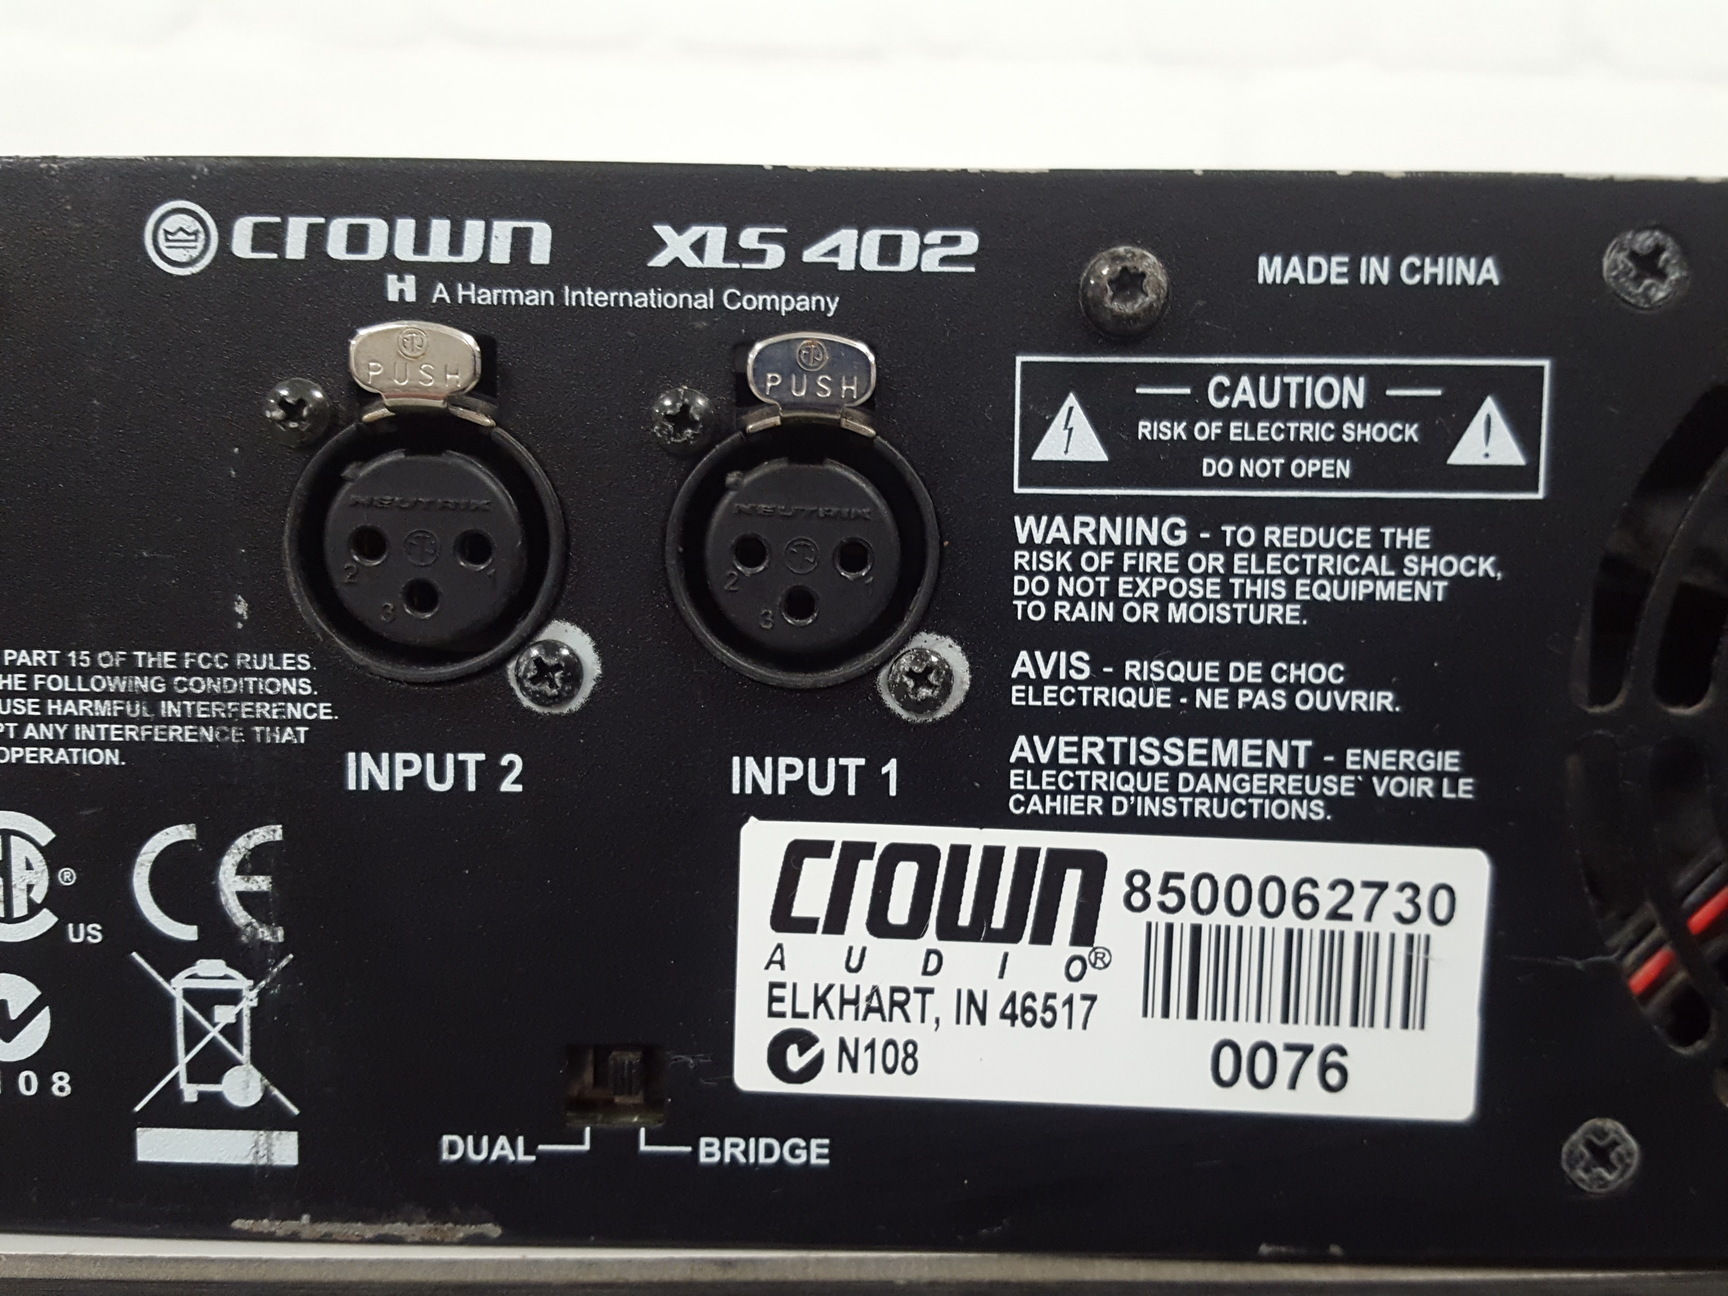 crown XLS 402
H A Harman International Company
MADE IN CHINA
PUSH
PUSH
CAUTION
RISK OF ELECTRIC SHOCK
DO NOT OPEN
NEUTRIK
2 1
3
NEUTRIK
2 1
3
WARNING - TO REDUCE THE
RISK OF FIRE OR ELECTRICAL SHOCK,
DO NOT EXPOSE THIS EQUIPMENT
TO RAIN OR MOISTURE.
AVIS - RISQUE DE CHOC
ELECTRIQUE - NE PAS OUVRIR.
AVERTISSEMENT - ENERGIE
ELECTRIQUE DANGEREUSE` VOIR LE
CAHIER D'INSTRUCTIONS.
PART 15 OF THE FCC RULES.
HE FOLLOWING CONDITIONS.
USE HARMFUL INTERFERENCE.
PT ANY INTERFERENCE THAT
OPERATION.
INPUT 2
INPUT 1
® US
CE
08
crown
AUDIO®
ELKHART, IN 46517
N108
8500062730
0076
DUAL
BRIDGE